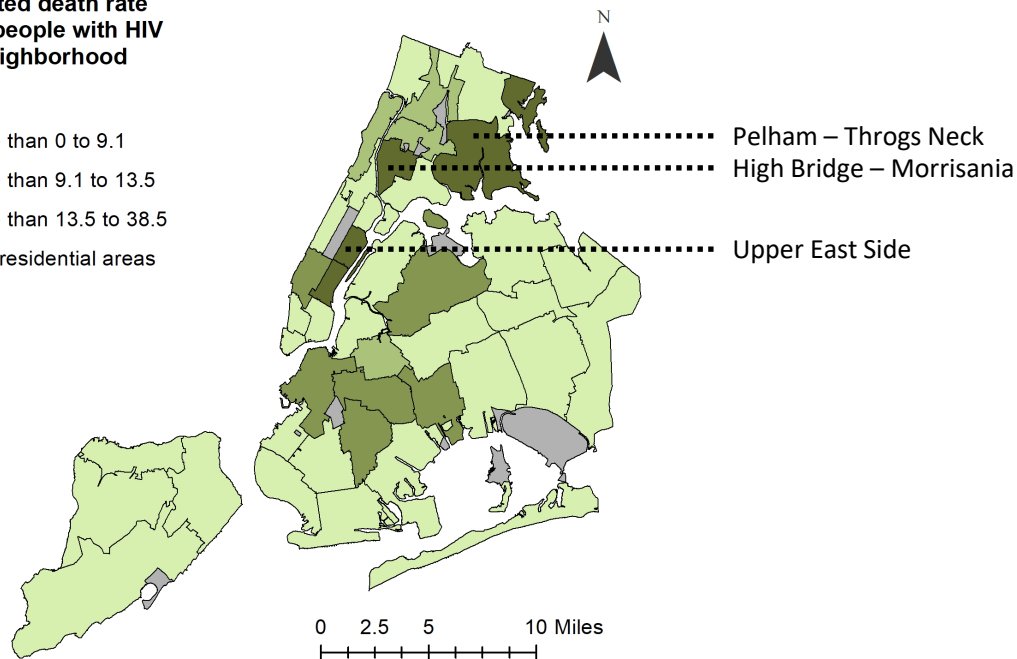 death rate
people with HIV
N
than 0 to 9.1
than 9.1 to 13.5
than 13.5 to 38.5
residential areas
Pelham – Throgs Neck
High Bridge – Morrisania
Upper East Side
0 2.5 5 10 Miles